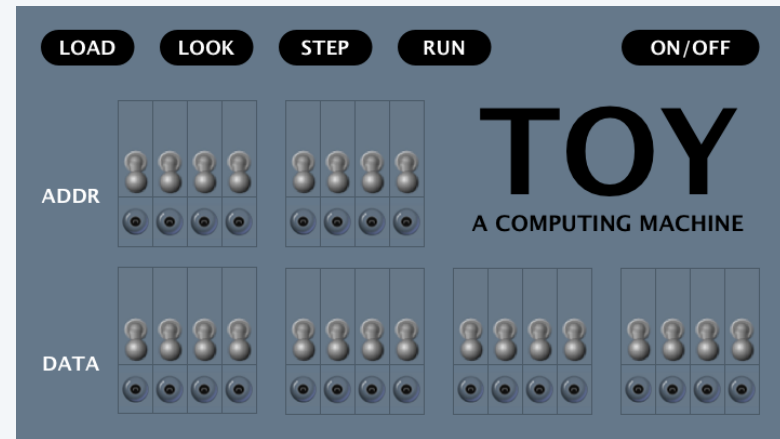 LOAD LOOK STEP RUN ON/OFF
TOY
ADDR
A COMPUTING MACHINE
DATA